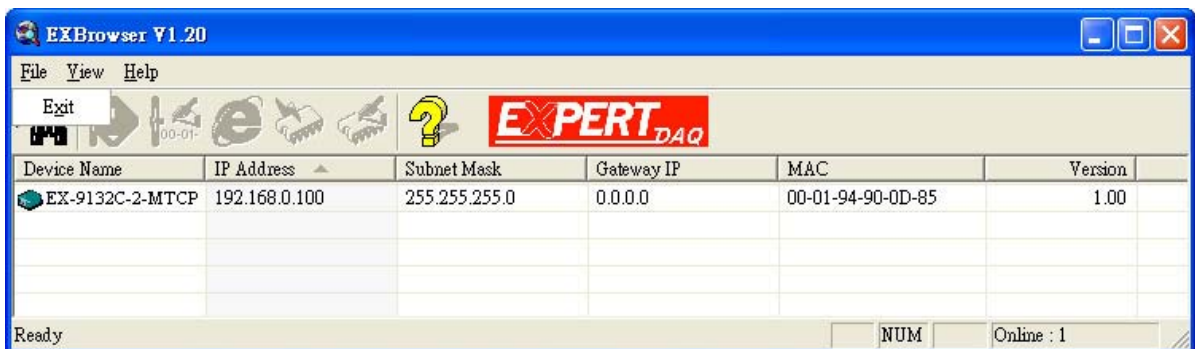 EXBrowser V1.20
File View Help
Exit
00-01-
EXPERT DAQ
Device Name IP Address Subnet Mask Gateway IP MAC Version
EX-9132C-2-MTCP 192.168.0.100 255.255.255.0 0.0.0.0 00-01-94-90-0D-85 1.00
Ready NUM Online : 1